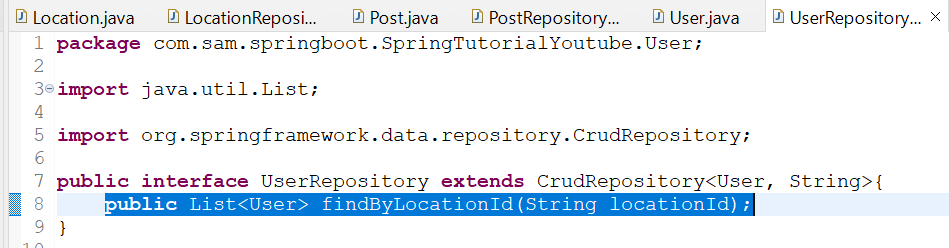 Location.java LocationReposi... Post.java PostRepository... User.java UserRepository...
1 package com.sam.springboot.SpringTutorialYoutube.User;
2
3 import java.util.List;
4
5 import org.springframework.data.repository.CrudRepository;
6
7 public interface UserRepository extends CrudRepository<User, String>{
8 public List<User> findByLocationId(String locationId);
9 }
10